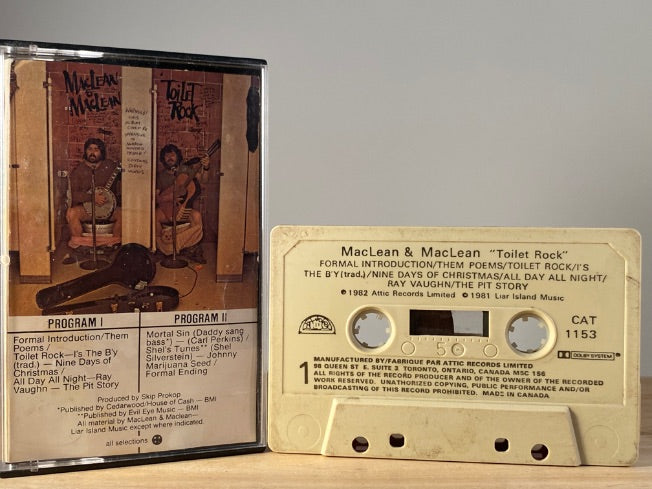 MacLean
& MacLean
Toilet
Rock
PROGRAM I
Formal Introduction/Them
Poems /
Toilet Rock—I's The B'y
(trad.) — Nine Days of
Christmas /
All Day All Night—Ray
Vaughn — The Pit Story
PROGRAM II
Mortal Sin (Daddy sang
bass*) — (Carl Perkins) /
Shel's Tunes** (Shel
Silverstein) — Johnny
Marijuana Seed /
Formal Ending
Produced by Skip Prokop
*Published by Cedarwood/House of Cash — BMI
**Published by Evil Eye Music — BMI
All material by MacLean & Maclean—
Liar Island Music except where indicated.
all selections
MacLean & MacLean "Toilet Rock"
FORMAL INTRODUCTION/THEM POEMS/TOILET ROCK/I'S
THE B'Y(trad.)/NINE DAYS OF CHRISTMAS/ALL DAY ALL NIGHT/
RAY VAUGHN/THE PIT STORY
℗ 1982 Attic Records Limited © 1981 Liar Island Music
CAT
1153
50
DOLBY SYSTEM
1
MANUFACTURED BY/FABRIQUE PAR ATTIC RECORDS LIMITED
98 QUEEN ST E. SUITE 3 TORONTO, ONTARIO, CANADA M5C 1S6
ALL RIGHTS OF THE RECORD PRODUCER AND OF THE OWNER OF THE RECORDED
WORK RESERVED. UNATHORIZED COPYING, PUBLIC PERFORMANCE AND/OR
BROADCASTING OF THIS RECORD PROHIBITED. MADE IN CANADA